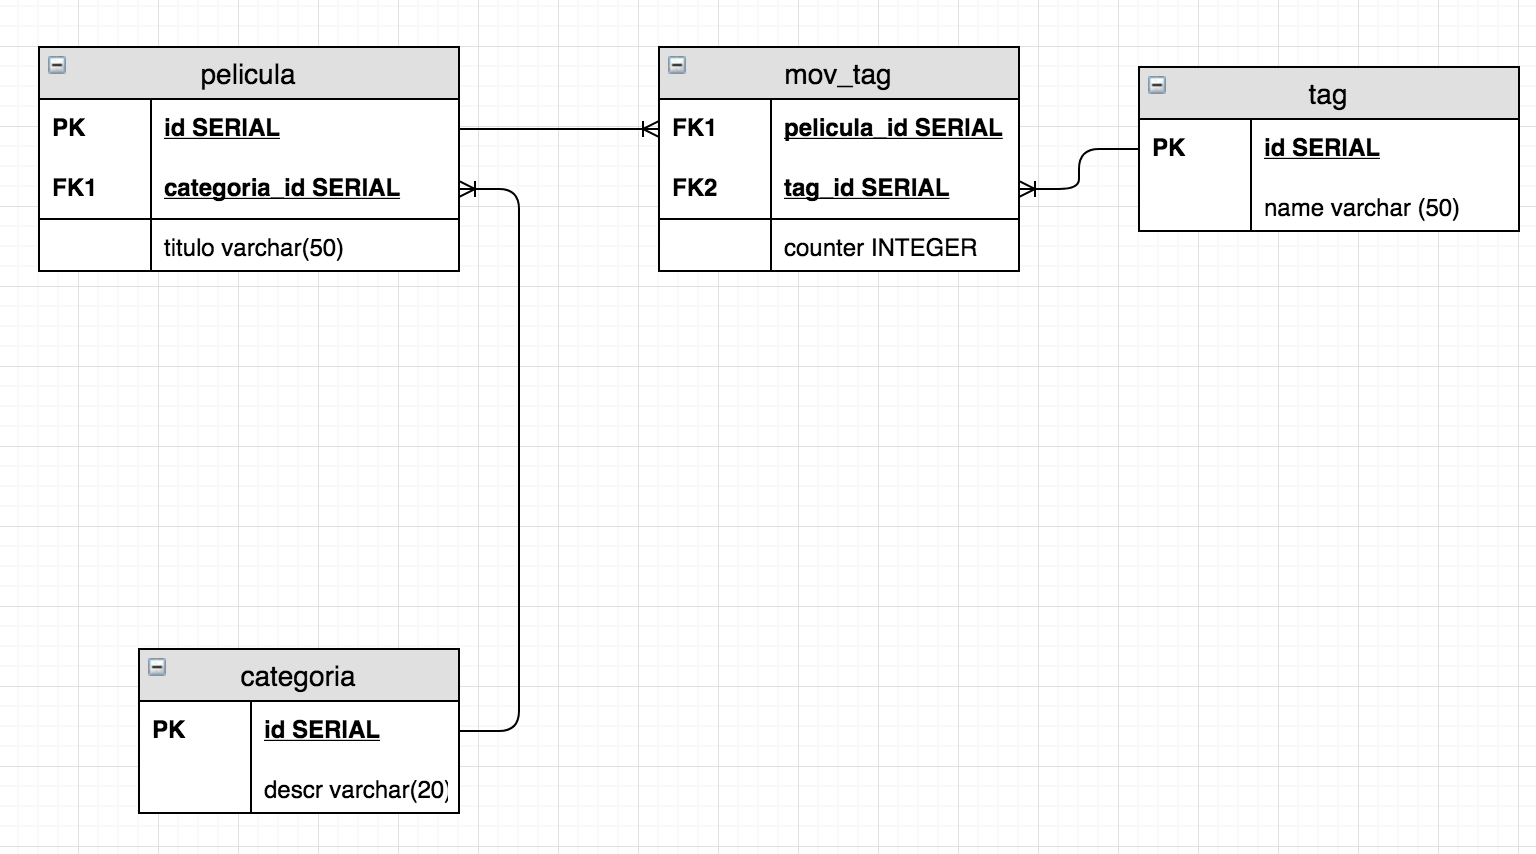 pelicula
PK id SERIAL
FK1 categoria_id SERIAL
titulo varchar(50)
mov_tag
FK1 pelicula_id SERIAL
FK2 tag_id SERIAL
counter INTEGER
tag
PK id SERIAL
name varchar (50)
categoria
PK id SERIAL
descr varchar(20)